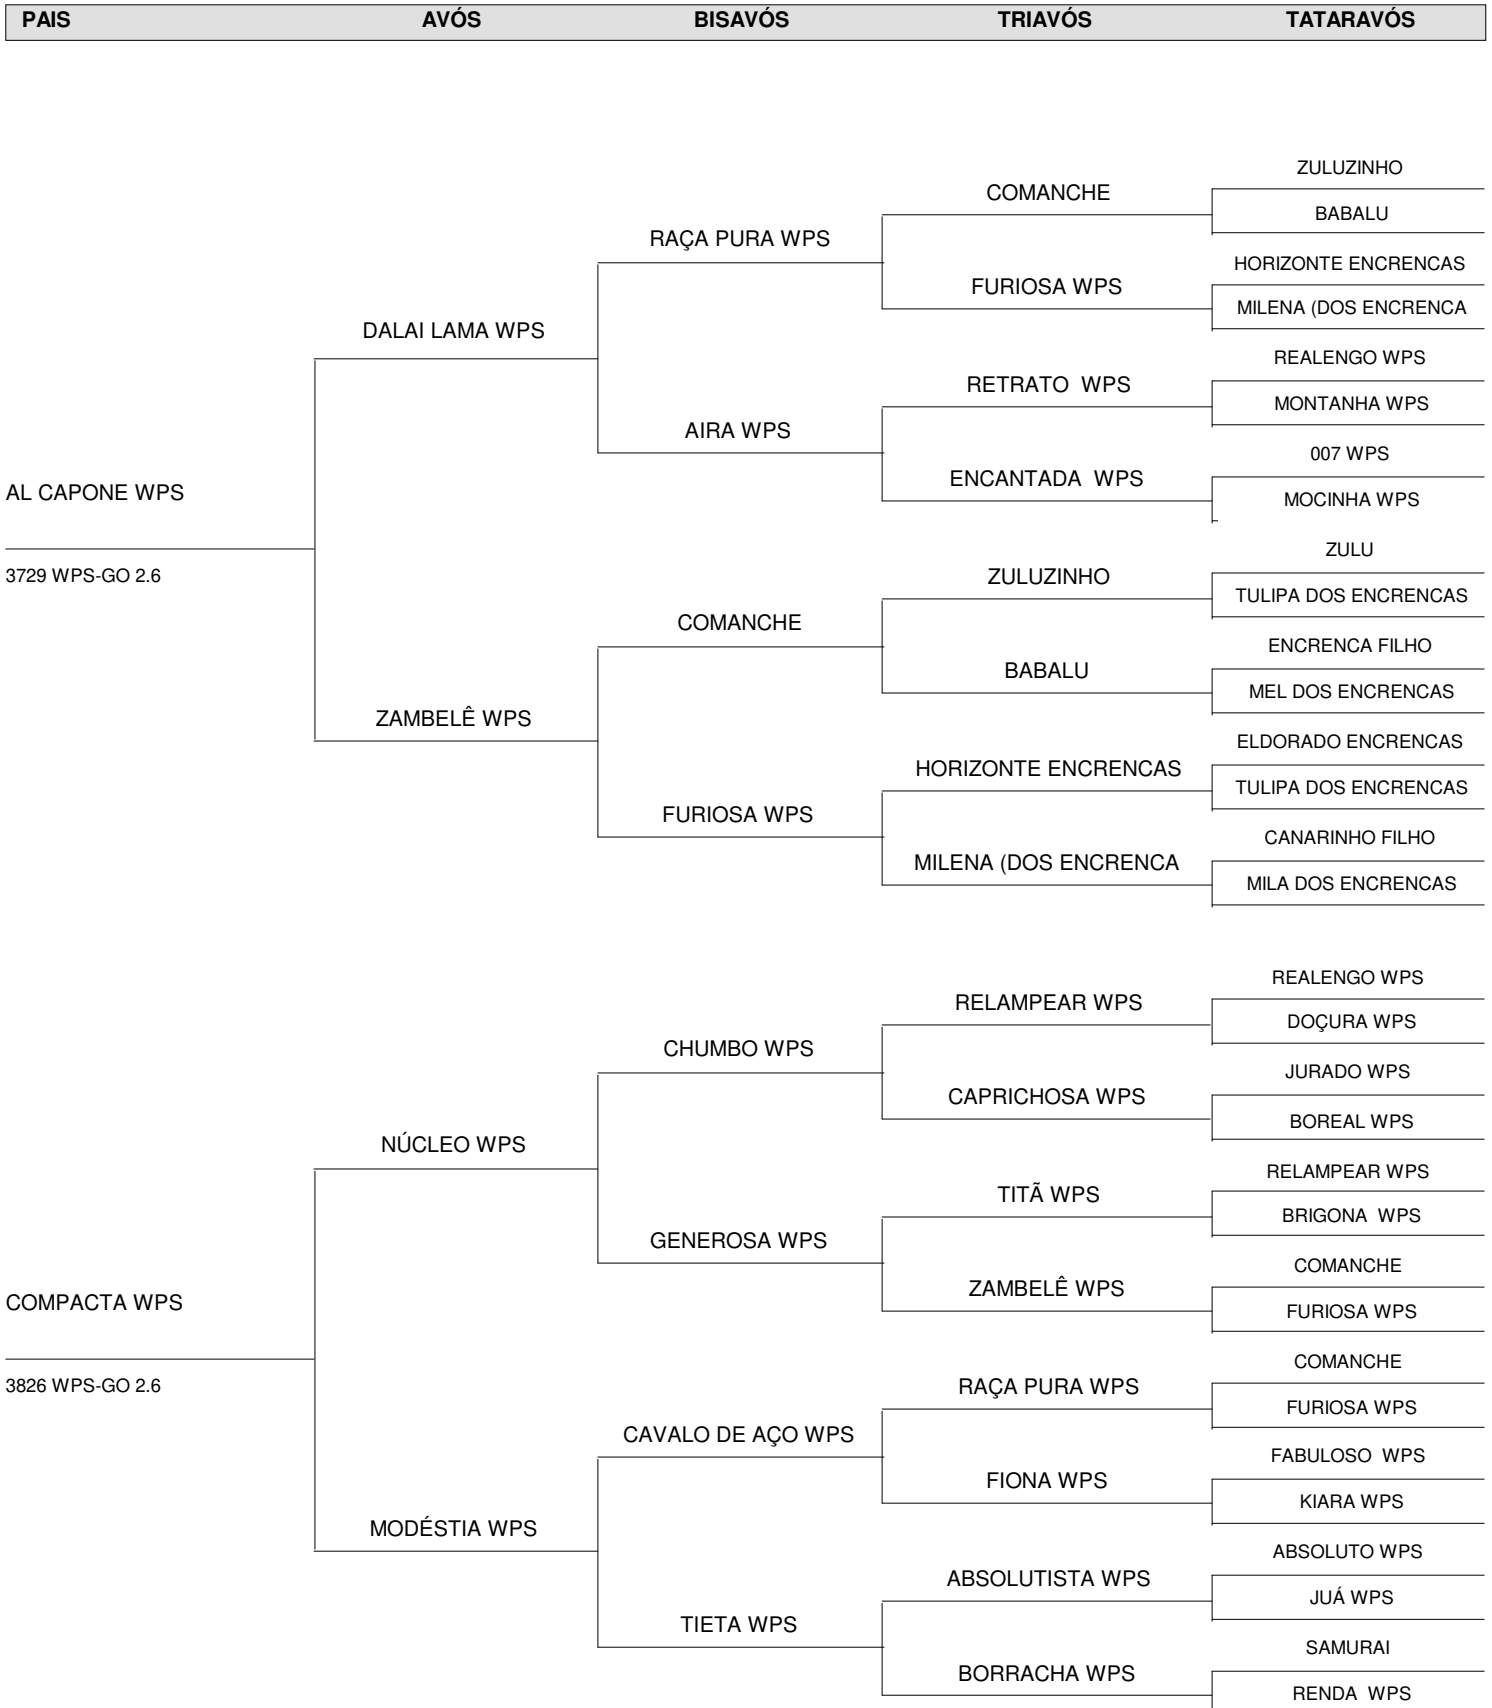 PAIS AVÓS BISAVÓS TRIAVÓS TATARAVÓS
ZULUZINHO
COMANCHE
BABALU
RAÇA PURA WPS
HORIZONTE ENCRENCAS
FURIOSA WPS
MILENA (DOS ENCRENCA
DALAI LAMA WPS
REALENGO WPS
RETRATO WPS
MONTANHA WPS
AIRA WPS
007 WPS
ENCANTADA WPS
AL CAPONE WPS
MOCINHA WPS
ZULU
3729 WPS-GO 2.6
ZULUZINHO
TULIPA DOS ENCRENCAS
COMANCHE
ENCRENCA FILHO
BABALU
MEL DOS ENCRENCAS
ZAMBELÊ WPS
ELDORADO ENCRENCAS
HORIZONTE ENCRENCAS
TULIPA DOS ENCRENCAS
FURIOSA WPS
CANARINHO FILHO
MILENA (DOS ENCRENCA
MILA DOS ENCRENCAS
REALENGO WPS
RELAMPEAR WPS
DOÇURA WPS
CHUMBO WPS
JURADO WPS
CAPRICHOSA WPS
BOREAL WPS
NÚCLEO WPS
RELAMPEAR WPS
TITÃ WPS
BRIGONA WPS
GENEROSA WPS
COMANCHE
ZAMBELÊ WPS
COMPACTA WPS
FURIOSA WPS
COMANCHE
3826 WPS-GO 2.6
RAÇA PURA WPS
FURIOSA WPS
CAVALO DE AÇO WPS
FABULOSO WPS
FIONA WPS
KIARA WPS
MODÉSTIA WPS
ABSOLUTO WPS
ABSOLUTISTA WPS
JUÁ WPS
TIETA WPS
SAMURAI
BORRACHA WPS
RENDA WPS